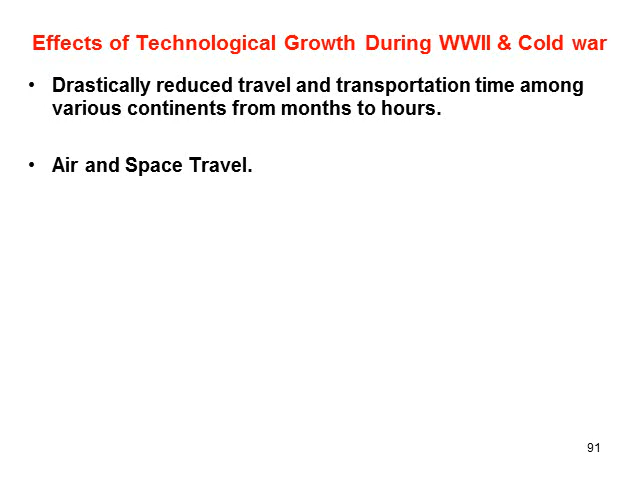 Effects of Technological Growth During WWII & Cold war
• Drastically reduced travel and transportation time among
various continents from months to hours.
• Air and Space Travel.
91